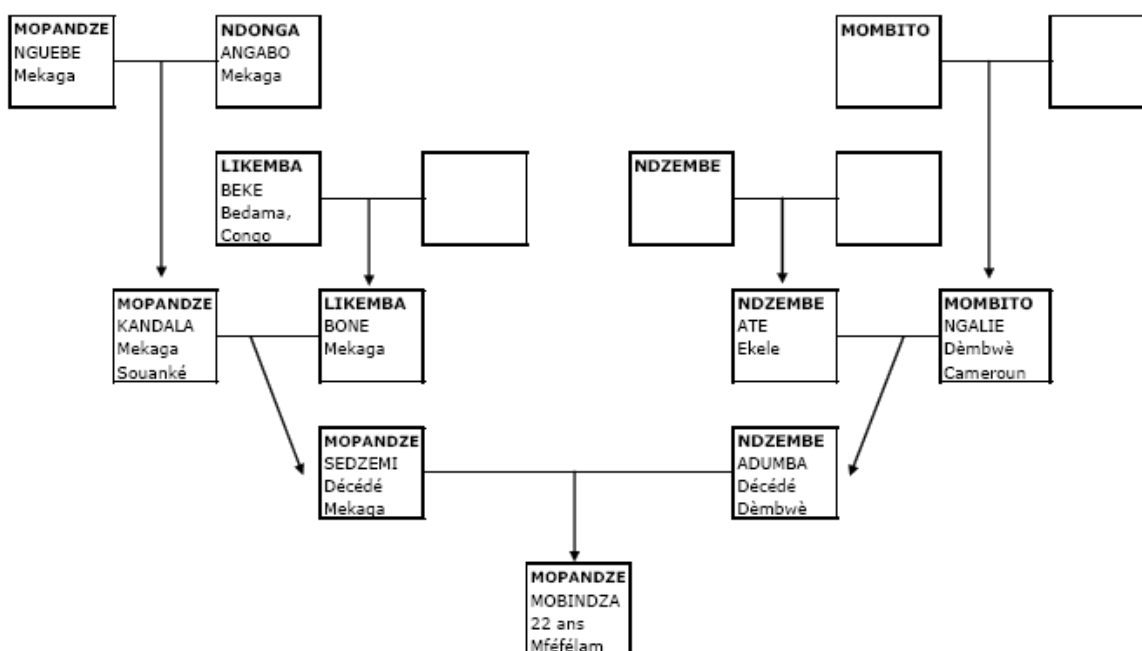 MOPANDZE
NGUEBE
Mekaga
NDONGA
ANGABO
Mekaga
MOMBITO
LIKEMBA
BEKE
Bedama,
Congo
NDZEMBE
MOPANDZE
KANDALA
Mekaga
Souanké
LIKEMBA
BONE
Mekaga
NDZEMBE
ATE
Ekele
MOMBITO
NGALIE
Dèmbwè
Cameroun
MOPANDZE
SEDZEMI
Décédé
Mekaga
NDZEMBE
ADUMBA
Décédé
Dèmbwè
MOPANDZE
MOBINDZA
22 ans
Mféfélam